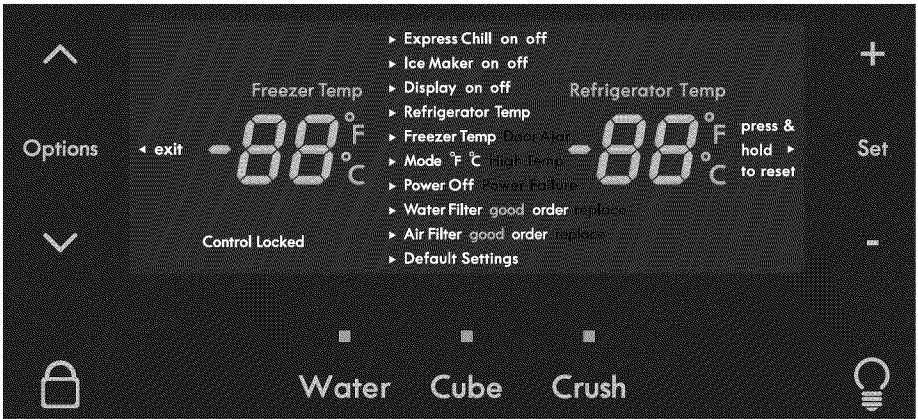 Express Chill on off
Ice Maker on off
Display on off
Refrigerator Temp
Freezer Temp Door Ajar
Mode °F °C High Temp
Power Off Power Failure
Water Filter good order replace
Air Filter good order replace
Default Settings
Freezer Temp
-88 °F °C
Refrigerator Temp
-88 °F °C
Options
exit
Control Locked
press &
hold
to reset
+
Set
-
Water Cube Crush